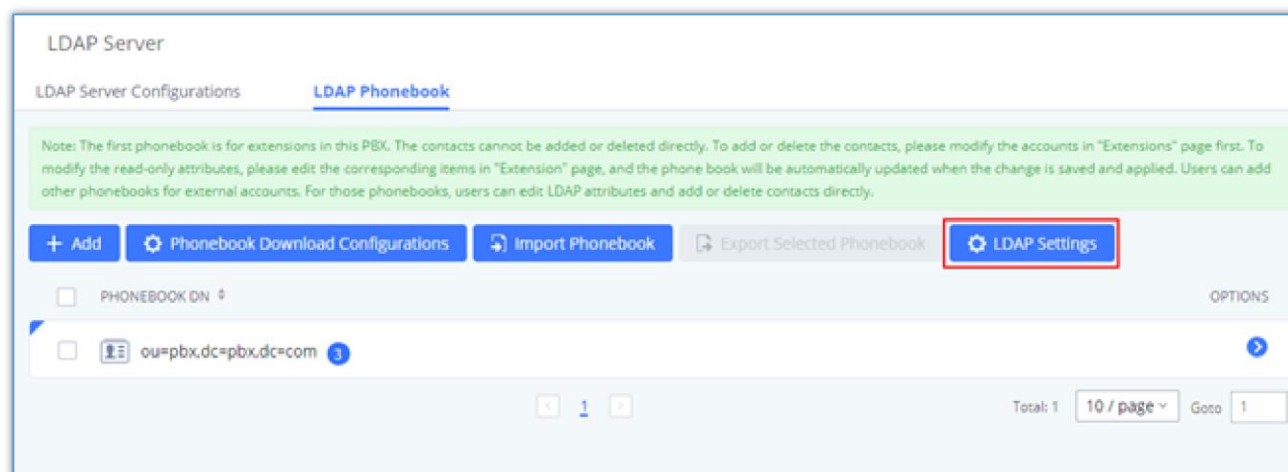 LDAP Server
LDAP Server Configurations LDAP Phonebook
Note: The first phonebook is for extensions in this PBX. The contacts cannot be added or deleted directly. To add or delete the contacts, please modify the accounts in "Extensions" page first. To
modify the read-only attributes, please edit the corresponding items in "Extension" page, and the phone book will be automatically updated when the change is saved and applied. Users can add
other phonebooks for external accounts. For those phonebooks, users can edit LDAP attributes and add or delete contacts directly.
+ Add Phonebook Download Configurations Import Phonebook Export Selected Phonebook LDAP Settings
PHONEBOOK DN OPTIONS
ou=pbx,dc=pbx,dc=com 3
< 1 > Total: 1 10 / page Goto 1